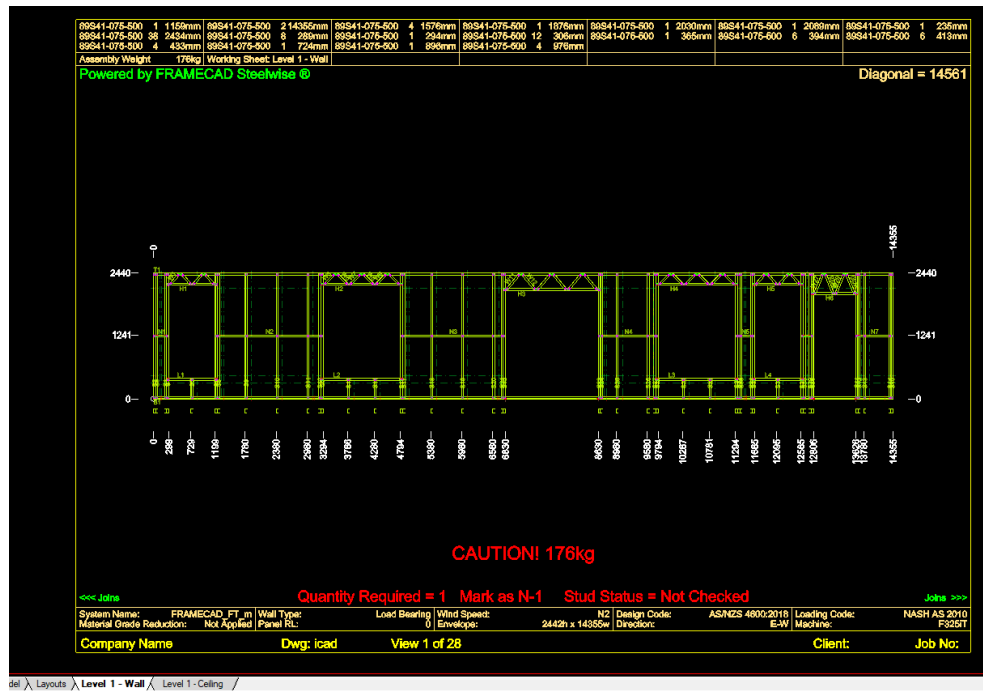 89S41-075-500 1 1159mm 89S41-075-500 2 14355mm 89S41-075-500 4 1576mm 89S41-075-500 1 1876mm 89S41-075-500 1 2030mm 89S41-075-500 1 2089mm 89S41-075-500 1 235mm
89S41-075-500 38 2434mm 89S41-075-500 8 289mm 89S41-075-500 1 294mm 89S41-075-500 12 306mm 89S41-075-500 1 365mm 89S41-075-500 6 394mm 89S41-075-500 6 413mm
89S41-075-500 4 433mm 89S41-075-500 1 724mm 89S41-075-500 1 896mm 89S41-075-500 4 976mm
Assembly Weight 176kg Working Sheet: Level 1 - Wall
Powered by FRAMECAD Steelwise ® Diagonal = 14561
0 14355
T1
2440 2440
H1 H2 H3 H4 H5 H6
1241 N1 N2 N3 N4 N5 N7 1241
L1 L2 L3 L4
0 0
0 298 729 1199 1780 2380 2980 3294 3786 4280 4794 5380 5980 6580 6830 8630 8980 9580 9794 10287 10781 11294 11685 12095 12565 12806 13780 14355
CAUTION! 176kg
<<< Joins Quantity Required = 1 Mark as N-1 Stud Status = Not Checked Joins >>>
System Name: FRAMECAD_FT_m Wall Type: Load Bearing Wind Speed: N2 Design Code: AS/NZS 4600:2018 Loading Code: NASH AS 2010
Material Grade Reduction: Not Applied Panel RL: 0 Envelope: 2442h x 14355w Direction: E-W Machine: F325iT
Company Name Dwg: icad View 1 of 28 Client: Job No:
del Layouts Level 1 - Wall Level 1 - Ceiling